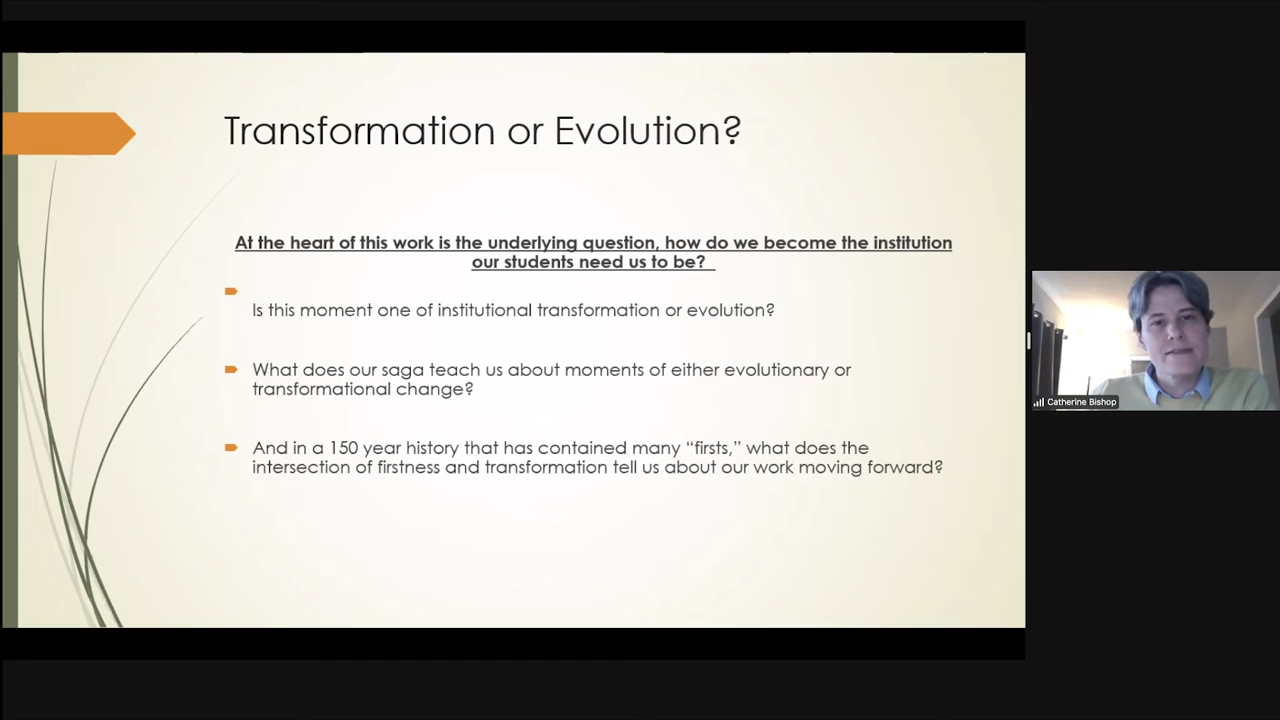 Transformation or Evolution?
At the heart of this work is the underlying question, how do we become the institution
our students need us to be?
Is this moment one of institutional transformation or evolution?
What does our saga teach us about moments of either evolutionary or
transformational change?
And in a 150 year history that has contained many “firsts,” what does the
intersection of firstness and transformation tell us about our work moving forward?
Catherine Bishop